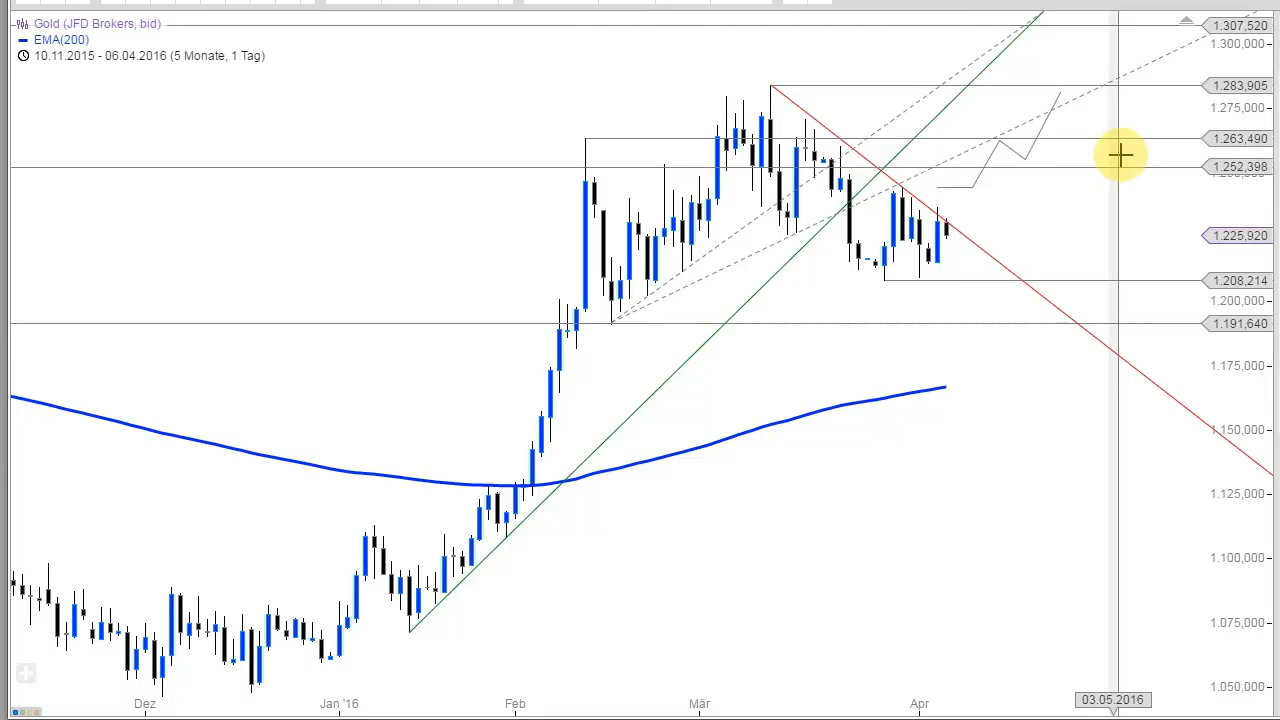 Gold (JFD Brokers, bid)
EMA(200)
10.11.2015 - 06.04.2016 (5 Monate, 1 Tag)
1.307,520
1.300,000
1.283,905
1.275,000
1.263,490
1.252,398
1.225,920
1.208,214
1.200,000
1.191,640
1.175,000
1.150,000
1.125,000
1.100,000
1.075,000
1.050,000
03.05.2016
Dez
Jan '16
Feb
Mär
Apr